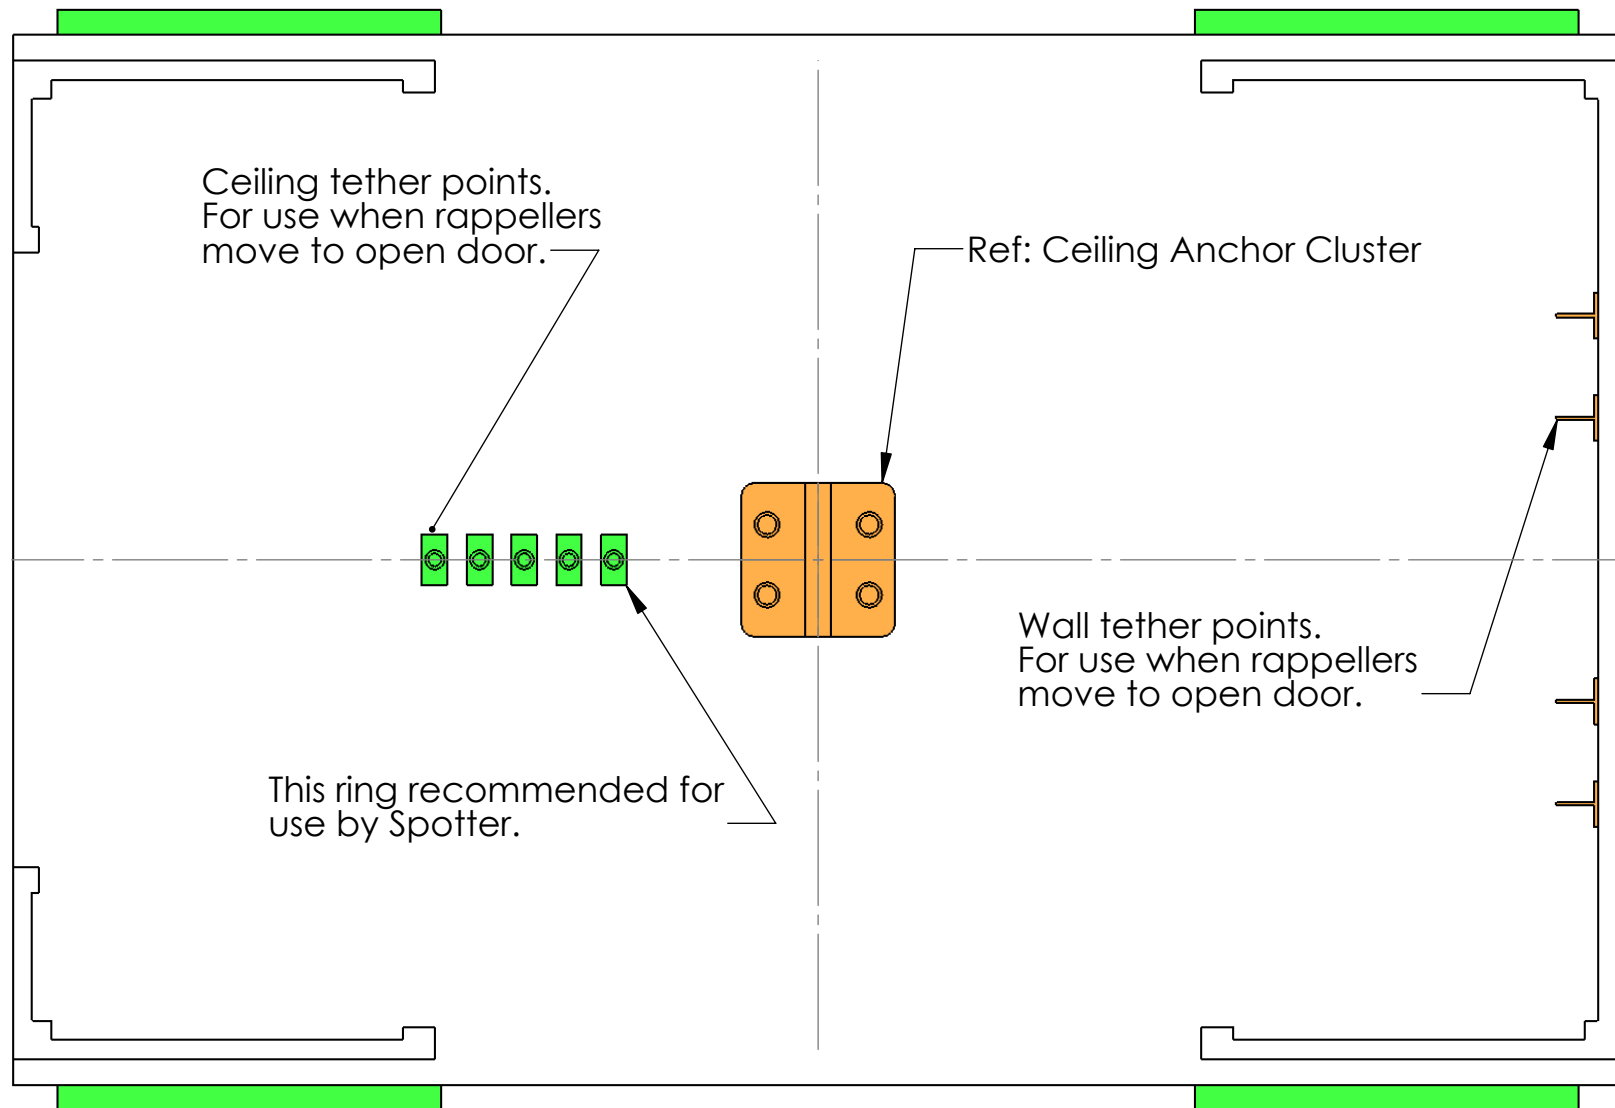 Ceiling tether points.
For use when rappellers
move to open door.
Ref: Ceiling Anchor Cluster
Wall tether points.
For use when rappellers
move to open door.
This ring recommended for
use by Spotter.